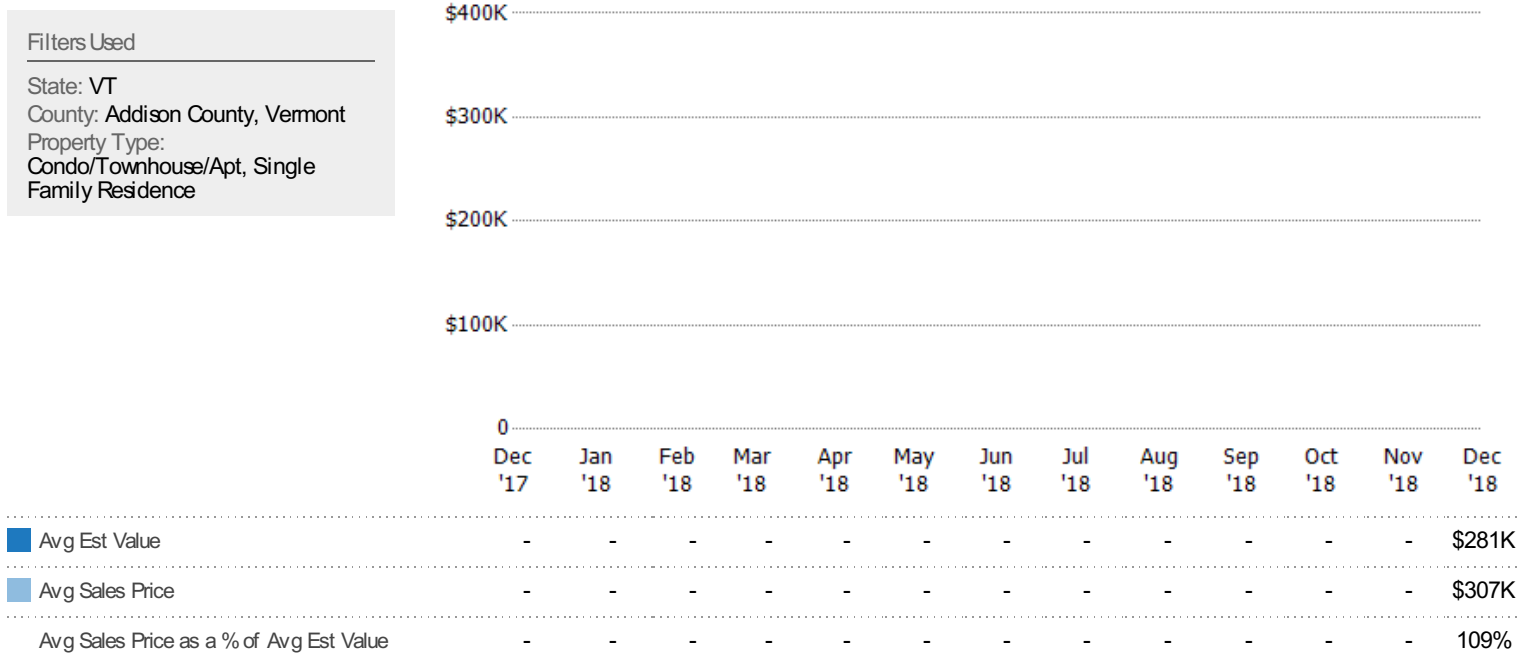 Filters Used
State: VT
County: Addison County, Vermont
Property Type:
Condo/Townhouse/Apt, Single
Family Residence
$400K
$300K
$200K
$100K
0
Dec Jan Feb Mar Apr May Jun Jul Aug Sep Oct Nov Dec
'17 '18 '18 '18 '18 '18 '18 '18 '18 '18 '18 '18 '18
Avg Est Value - - - - - - - - - - - - $281K
Avg Sales Price - - - - - - - - - - - - $307K
Avg Sales Price as a % of Avg Est Value - - - - - - - - - - - - 109%